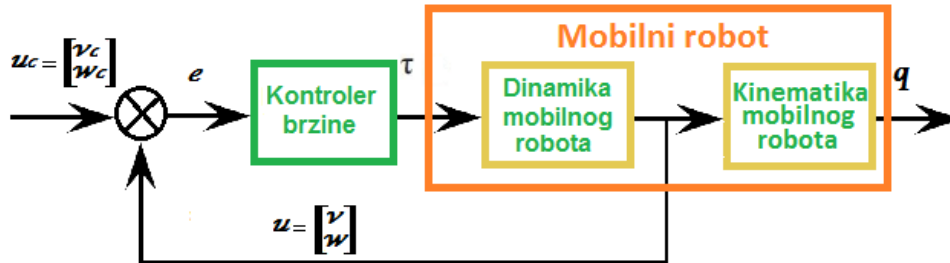 Mobilni robot
u_c = [v_c
w_c]
e
Kontroler
brzine
τ
Dinamika
mobilnog
robota
Kinematika
mobilnog
robota
q
u = [v
w]